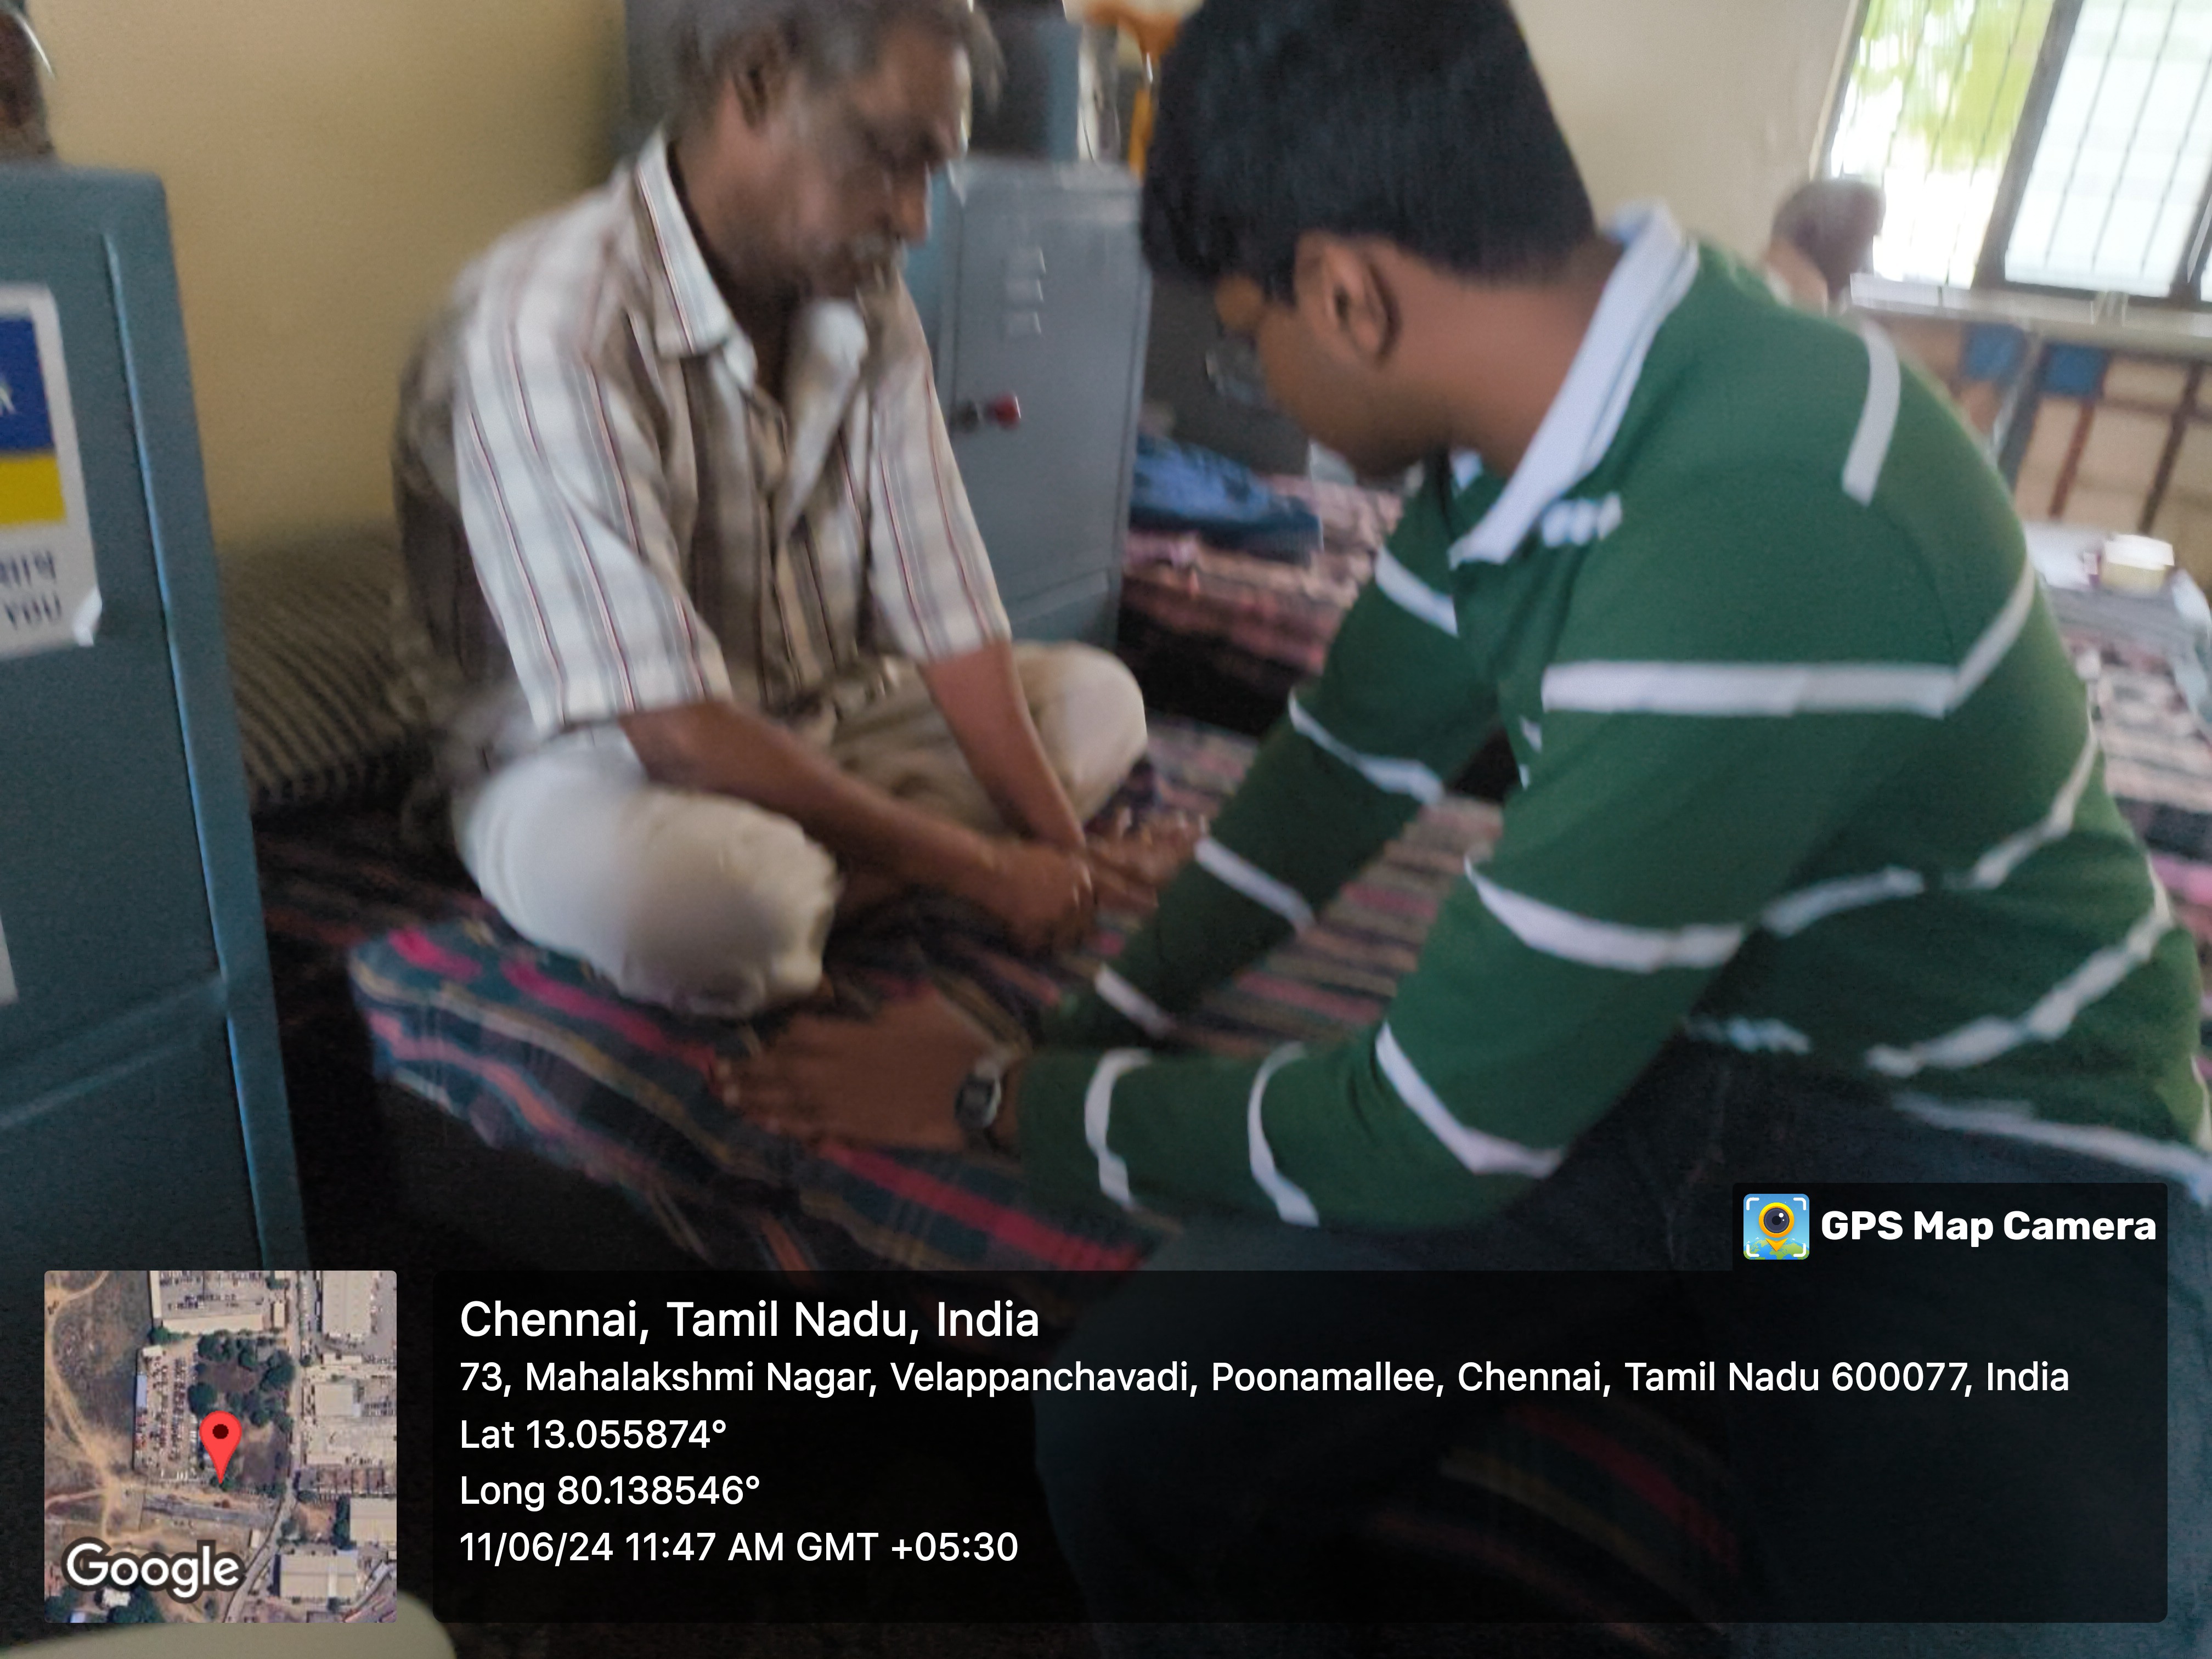 YOU
GPS Map Camera
Chennai, Tamil Nadu, India
73, Mahalakshmi Nagar, Velappanchavadi, Poonamallee, Chennai, Tamil Nadu 600077, India
Lat 13.055874°
Long 80.138546°
11/06/24 11:47 AM GMT +05:30
Google